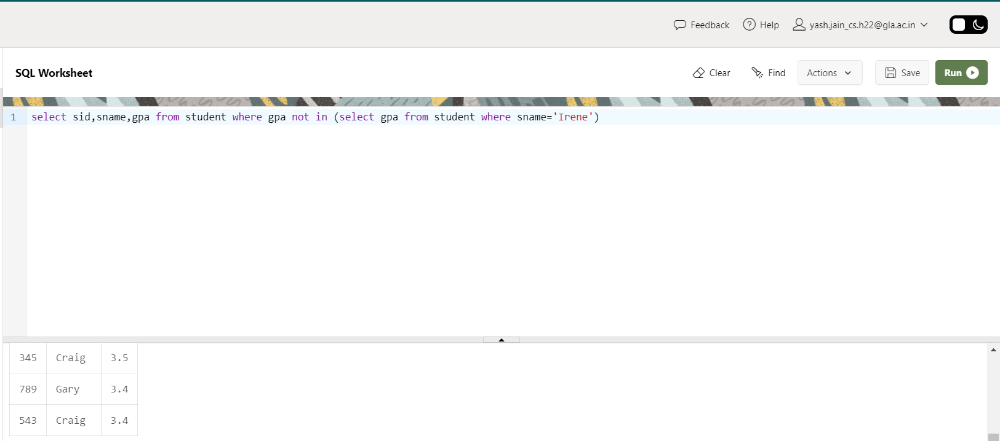 Feedback Help yash.jain_cs.h22@gla.ac.in
SQL Worksheet Clear Find Actions Save Run
1 select sid,sname,gpa from student where gpa not in (select gpa from student where sname='Irene')
345 Craig 3.5
789 Gary 3.4
543 Craig 3.4